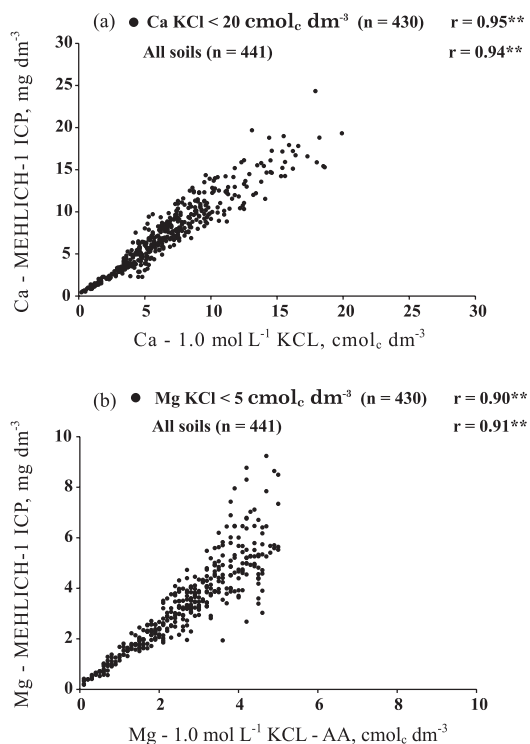 (a) ● Ca KCl < 20 cmol_c dm⁻³ (n = 430) r = 0.95**
All soils (n = 441) r = 0.94**
Ca - MEHLICH-1 ICP, mg dm⁻³
30
25
20
15
10
5
0
0 5 10 15 20 25 30
Ca - 1.0 mol L⁻¹ KCL, cmol_c dm⁻³
(b) ● Mg KCl < 5 cmol_c dm⁻³ (n = 430) r = 0.90**
All soils (n = 441) r = 0.91**
Mg - MEHLICH-1 ICP, mg dm⁻³
10
8
6
4
2
0
0 2 4 6 8 10
Mg - 1.0 mol L⁻¹ KCL - AA, cmol_c dm⁻³